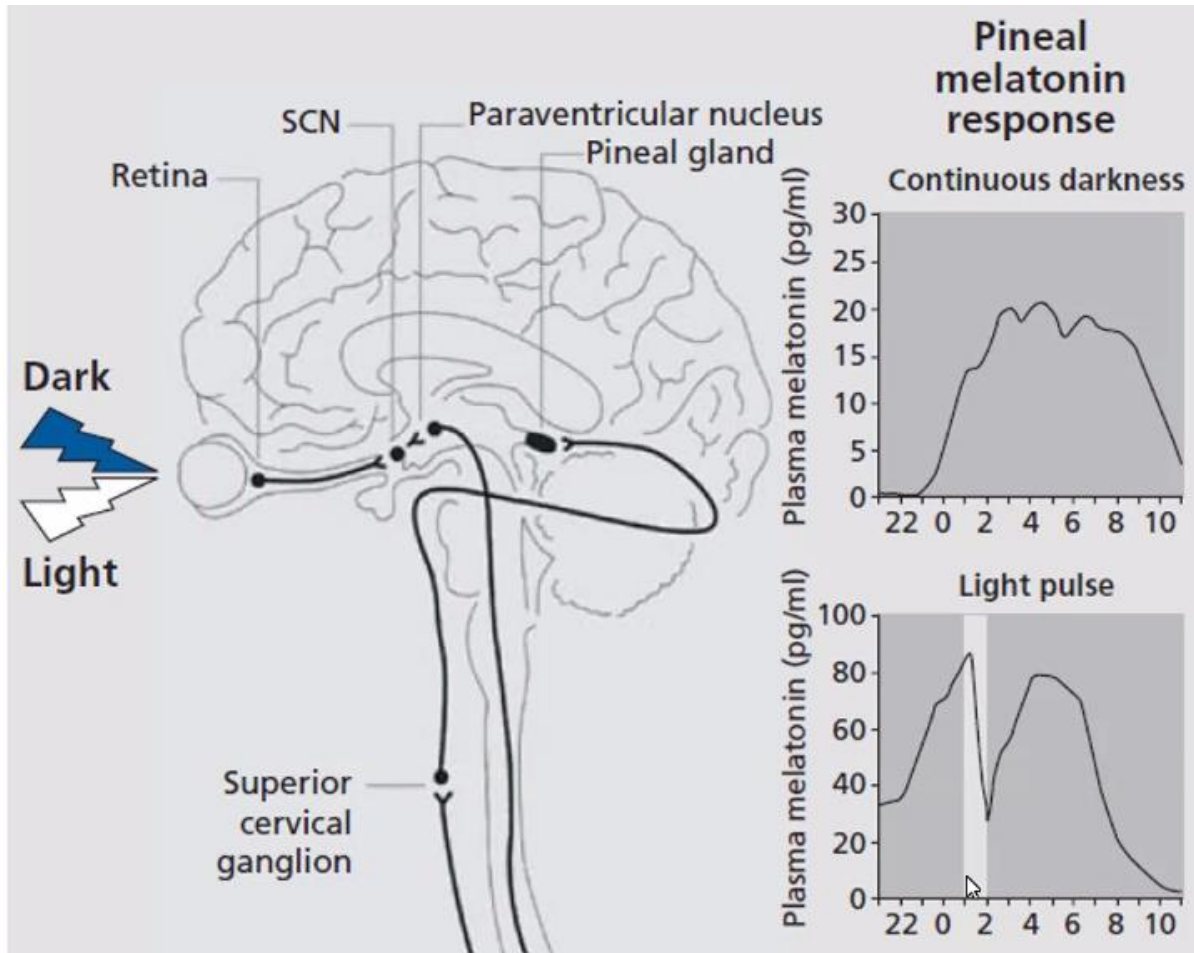 Pineal
melatonin
response
SCN
Paraventricular nucleus
Pineal gland
Retina
Dark
Light
Superior
cervical
ganglion
Continuous darkness
Plasma melatonin (pg/ml)
30
25
20
15
10
5
0
22 0 2 4 6 8 10
Light pulse
Plasma melatonin (pg/ml)
100
80
60
40
20
0
22 0 2 4 6 8 10